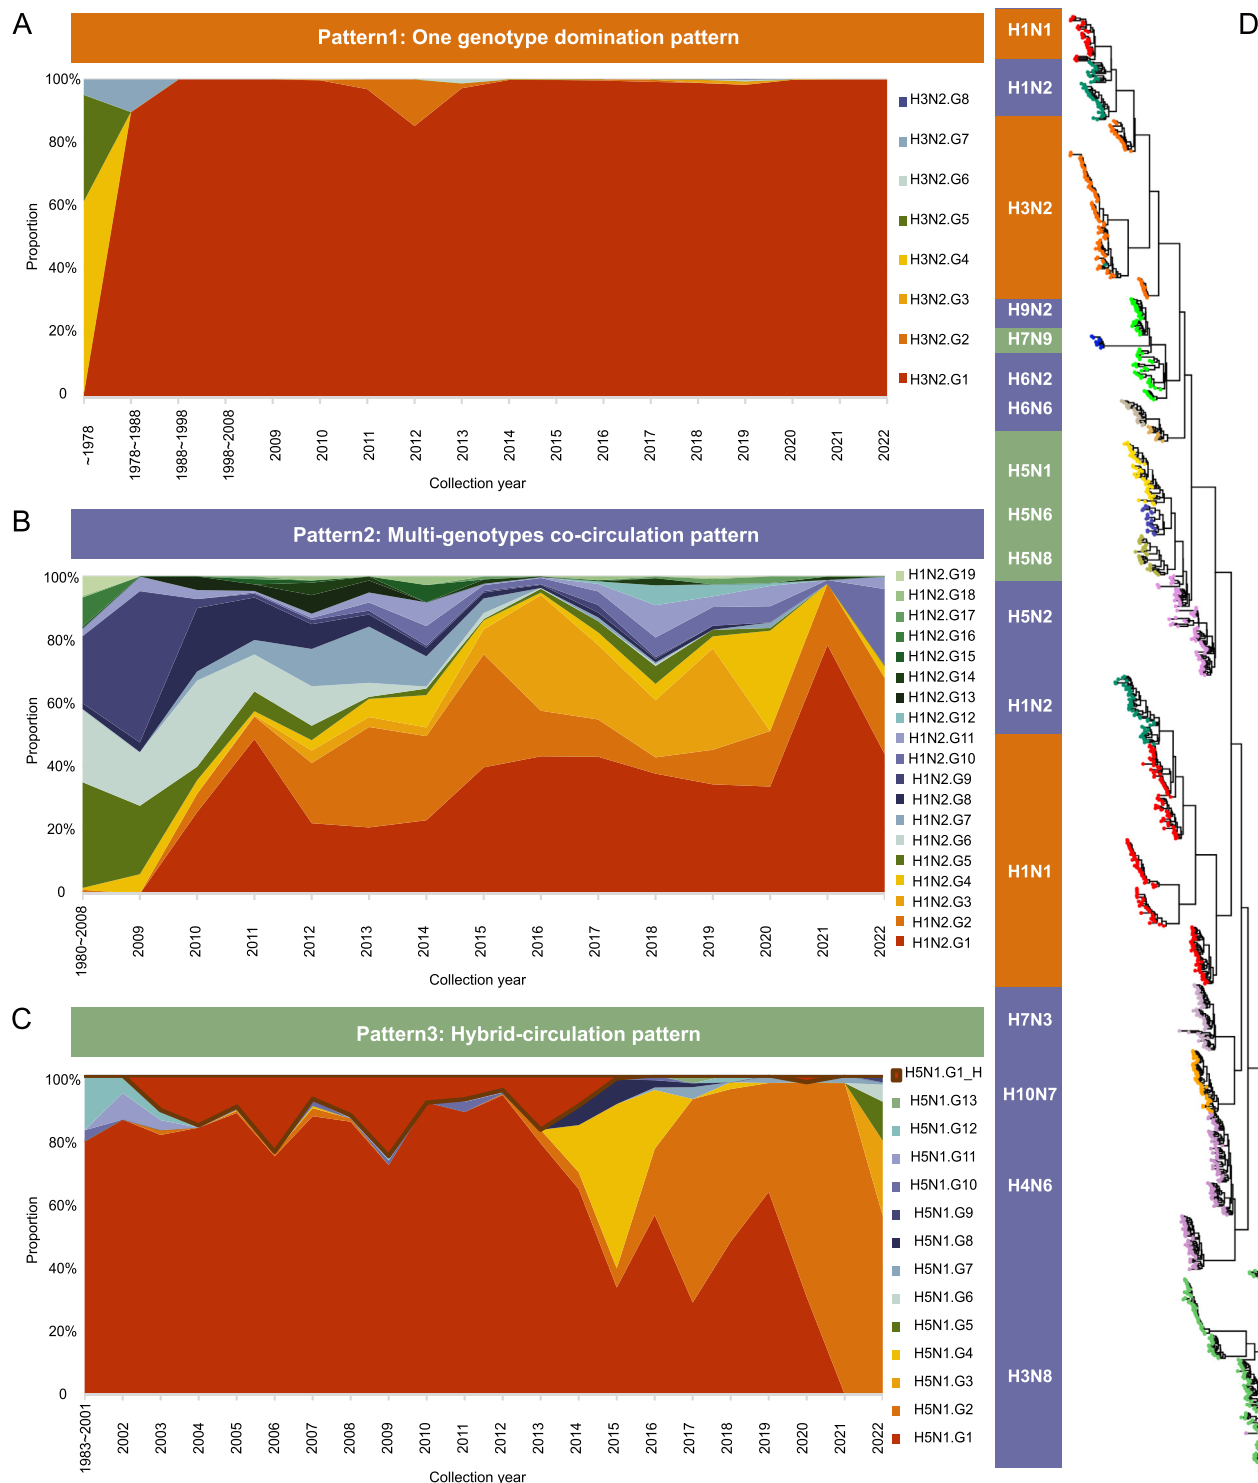 A
Pattern1: One genotype domination pattern
100%
80%
60%
40%
20%
0
Proportion
~1978
1978~1988
1988~1998
1998~2008
2009
2010
2011
2012
2013
2014
2015
2016
2017
2018
2019
2020
2021
2022
Collection year
H3N2.G8
H3N2.G7
H3N2.G6
H3N2.G5
H3N2.G4
H3N2.G3
H3N2.G2
H3N2.G1
B
Pattern2: Multi-genotypes co-circulation pattern
100%
80%
60%
40%
20%
0
Proportion
1980~2008
2009
2010
2011
2012
2013
2014
2015
2016
2017
2018
2019
2020
2021
2022
Collection year
H1N2.G19
H1N2.G18
H1N2.G17
H1N2.G16
H1N2.G15
H1N2.G14
H1N2.G13
H1N2.G12
H1N2.G11
H1N2.G10
H1N2.G9
H1N2.G8
H1N2.G7
H1N2.G6
H1N2.G5
H1N2.G4
H1N2.G3
H1N2.G2
H1N2.G1
C
Pattern3: Hybrid-circulation pattern
100%
80%
60%
40%
20%
0
Proportion
1983~2001
2002
2003
2004
2005
2006
2007
2008
2009
2010
2011
2012
2013
2014
2015
2016
2017
2018
2019
2020
2021
2022
Collection year
H5N1.G1_H
H5N1.G13
H5N1.G12
H5N1.G11
H5N1.G10
H5N1.G9
H5N1.G8
H5N1.G7
H5N1.G6
H5N1.G5
H5N1.G4
H5N1.G3
H5N1.G2
H5N1.G1
H1N1
H1N2
H3N2
H9N2
H7N9
H6N2
H6N6
H5N1
H5N6
H5N8
H5N2
H1N2
H1N1
H7N3
H10N7
H4N6
H3N8
D